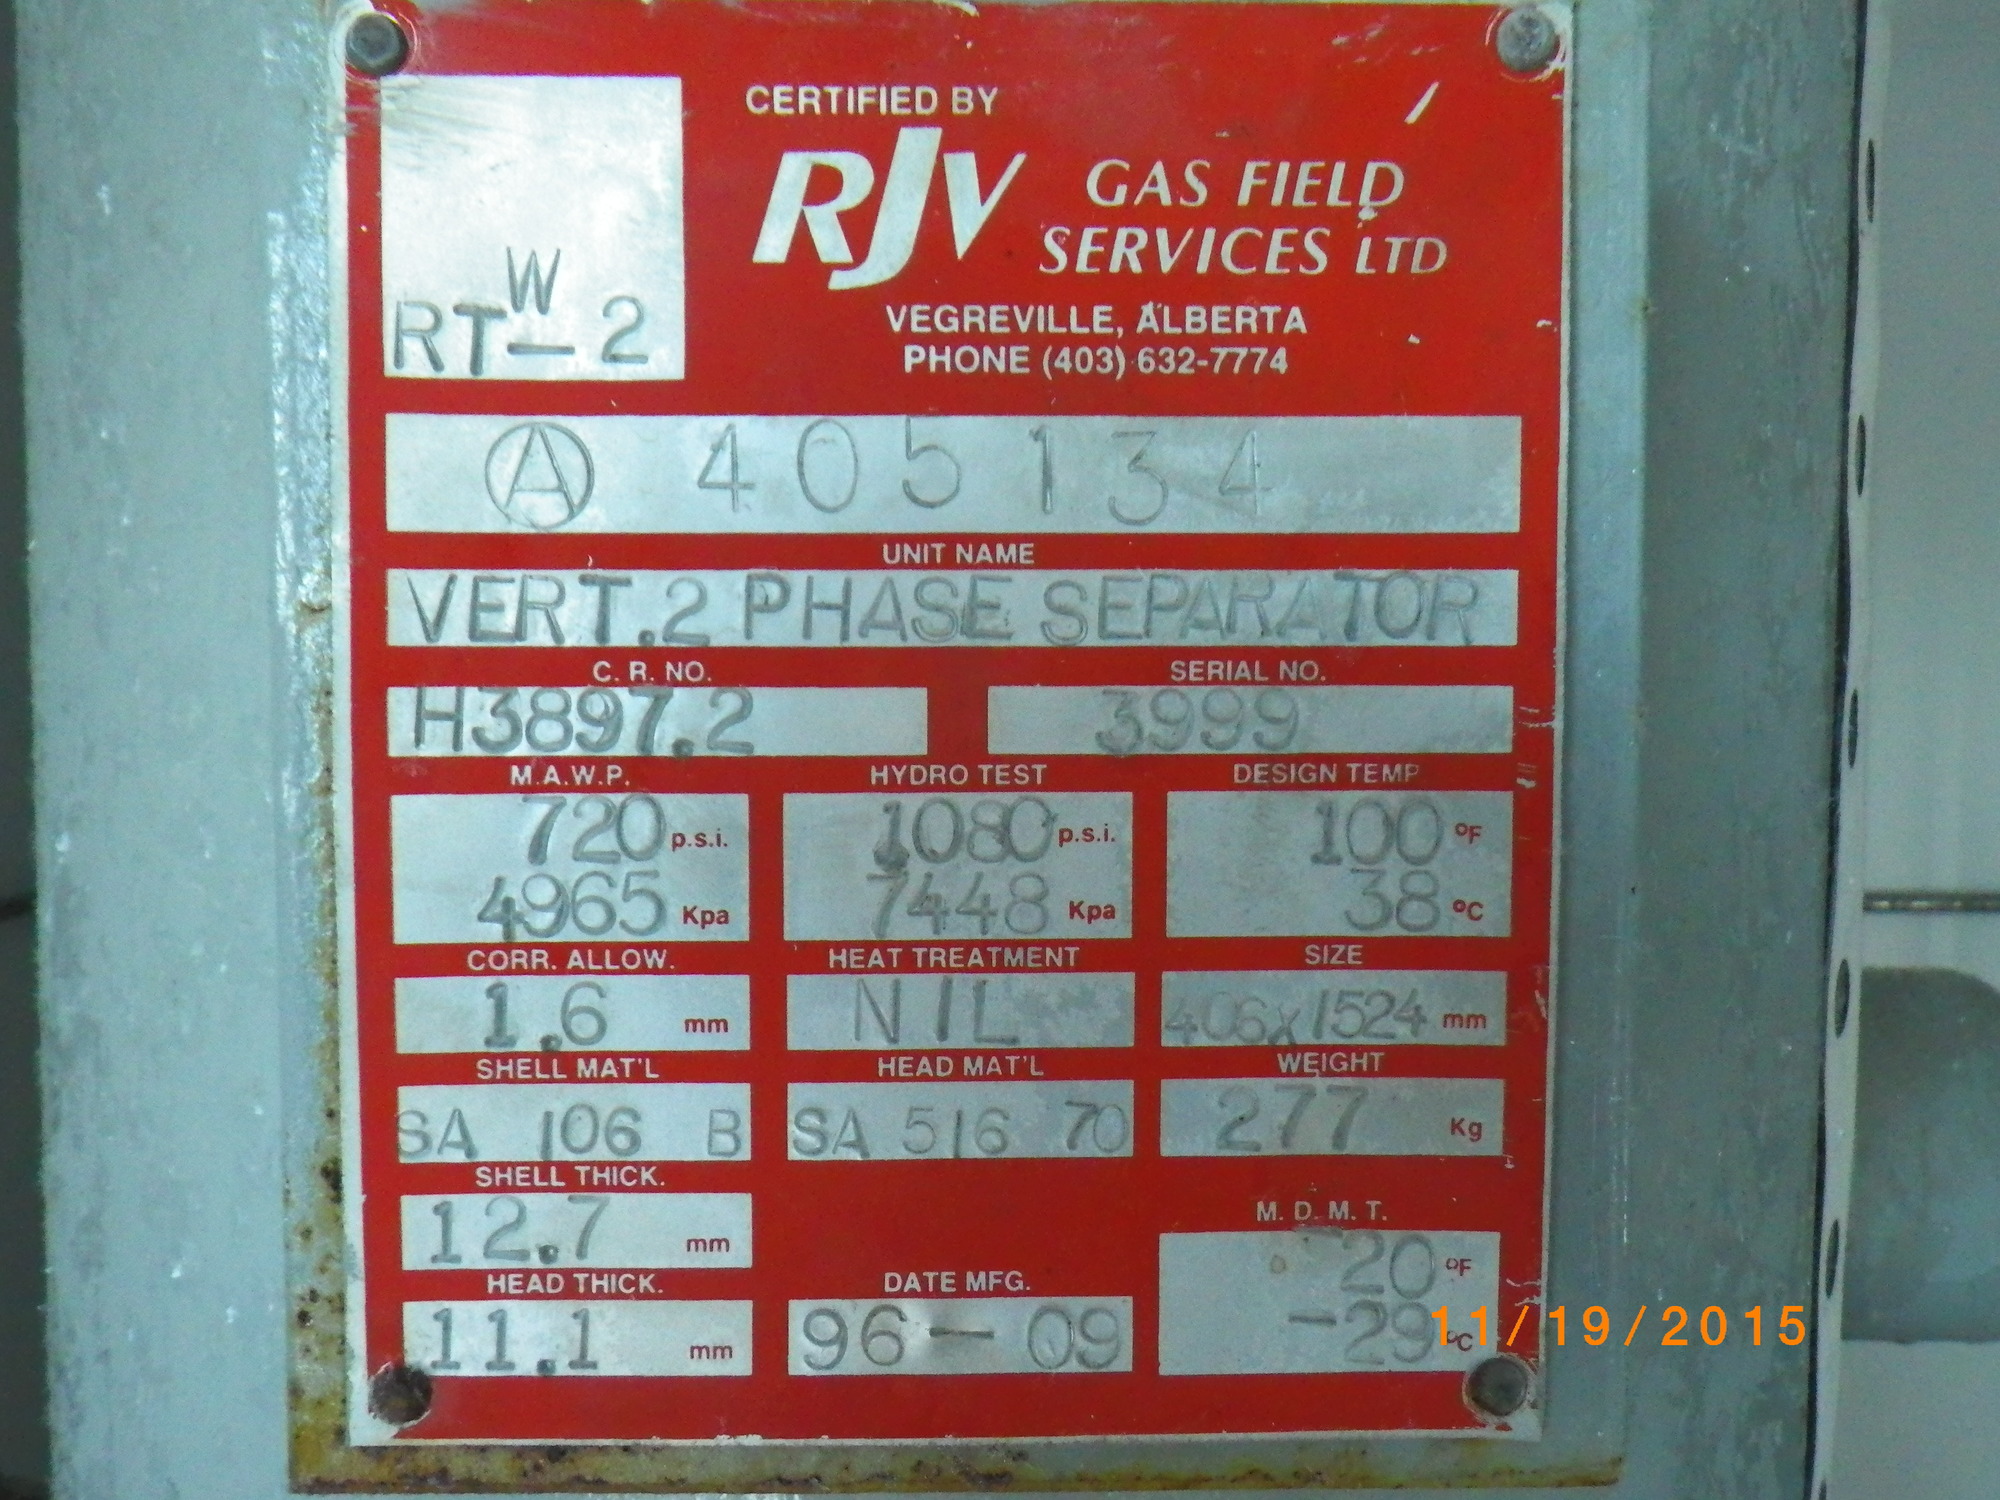 CERTIFIED BY
RJV GAS FIELD
SERVICES LTD
VEGREVILLE, ALBERTA
PHONE (403) 632-7774
W
RT - 2
A 405134
UNIT NAME
VERT. 2 PHASE SEPARATOR
C. R. NO. SERIAL NO.
H3897.2 3999
M.A.W.P. HYDRO TEST DESIGN TEMP
720 p.s.i. 1080 p.s.i. 100 °F
4965 Kpa 7448 Kpa 38 °C
CORR. ALLOW. HEAT TREATMENT SIZE
1.6 mm NIL 406x1524 mm
SHELL MAT'L HEAD MAT'L WEIGHT
SA 106 B SA 516 70 277 Kg
SHELL THICK. M. D. M. T.
12.7 mm -20 °F
HEAD THICK. DATE MFG.
11.1 mm 96-09 -29 °C
11/19/2015